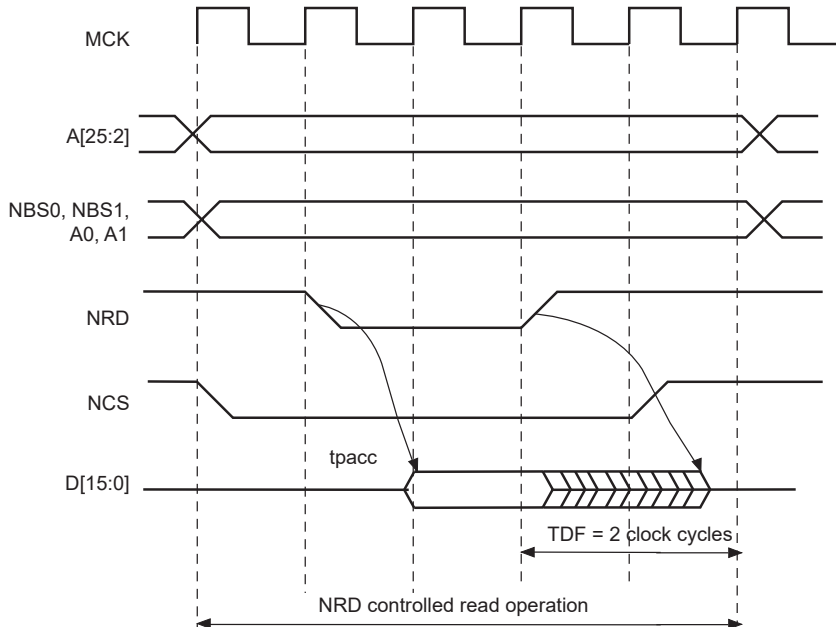 MCK
A[25:2]
NBS0, NBS1,
A0, A1
NRD
NCS
tpacc
D[15:0]
TDF = 2 clock cycles
NRD controlled read operation